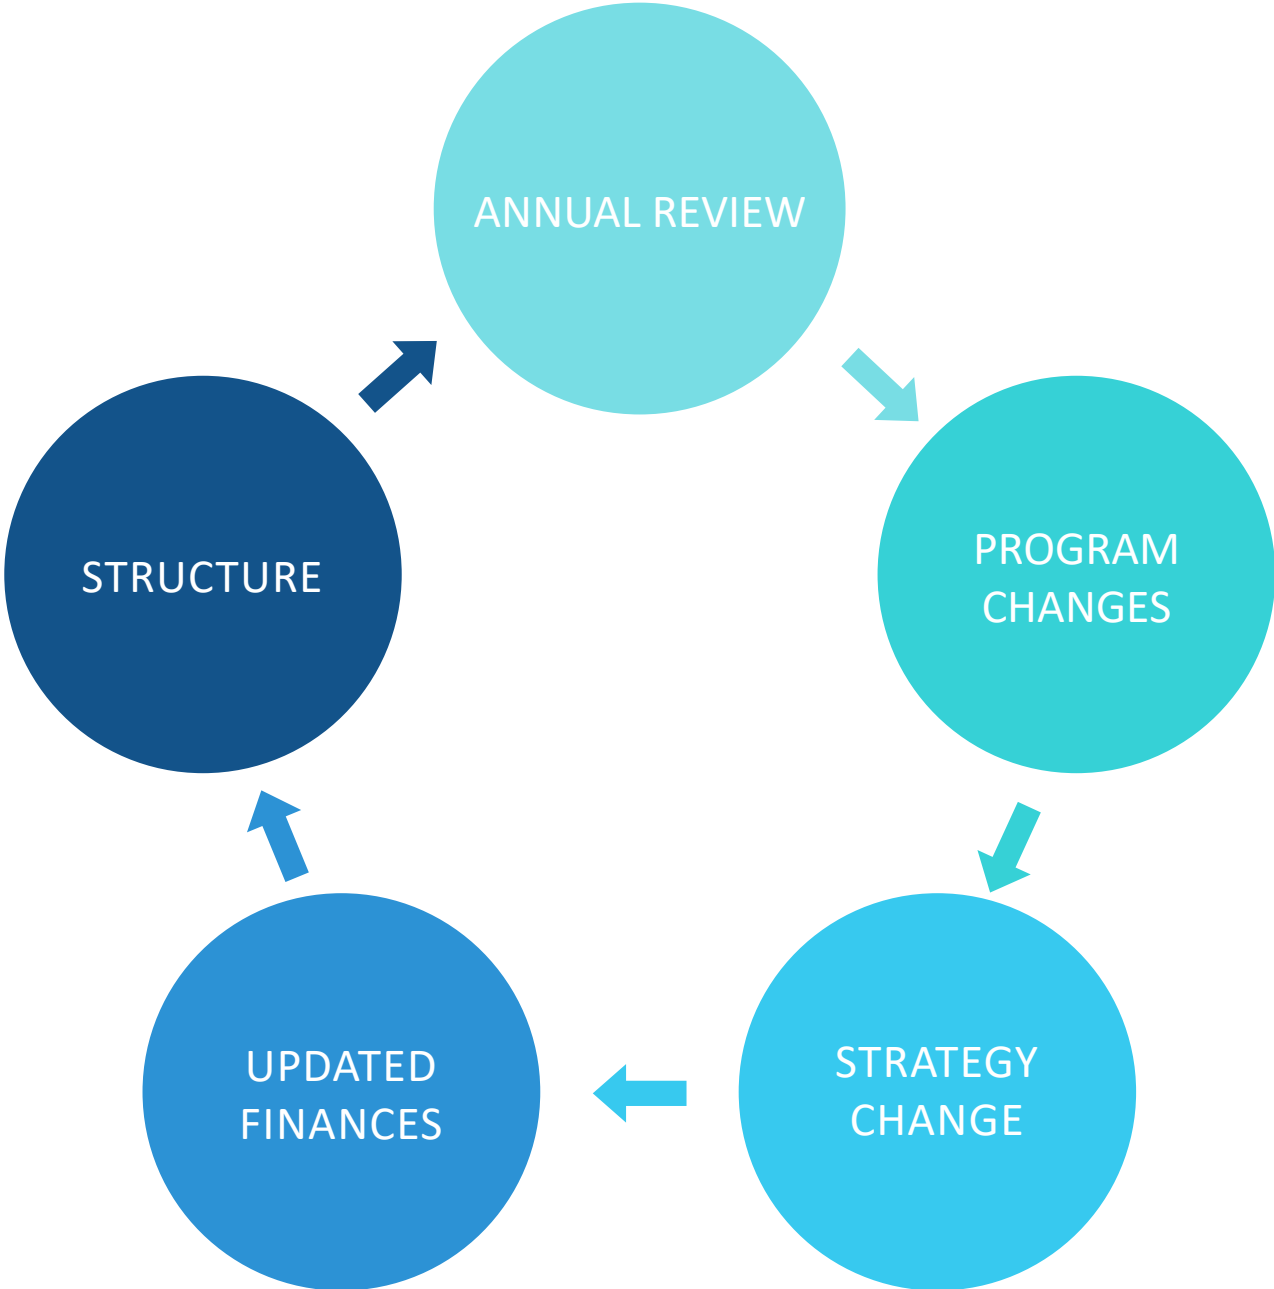 ANNUAL REVIEW
PROGRAM
CHANGES
STRATEGY
CHANGE
UPDATED
FINANCES
STRUCTURE